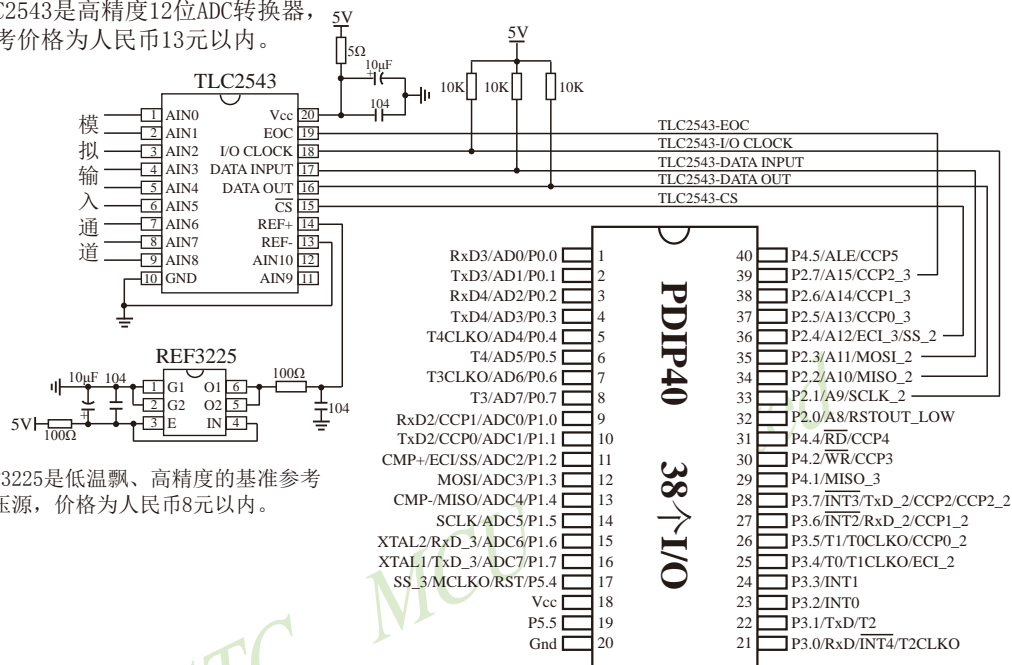 C2543是高精度12位ADC转换器，
考价格为人民币13元以内。
5V
5Ω
10μF
+
104
5V
10K
10K
10K
TLC2543
模拟输入通道
1 AIN0
2 AIN1
3 AIN2
4 AIN3
5 AIN4
6 AIN5
7 AIN6
8 AIN7
9 AIN8
10 GND
Vcc 20
EOC 19
I/O CLOCK 18
DATA INPUT 17
DATA OUT 16
CS 15
REF+ 14
REF- 13
AIN10 12
AIN9 11
TLC2543-EOC
TLC2543-I/O CLOCK
TLC2543-DATA INPUT
TLC2543-DATA OUT
TLC2543-CS
REF3225
1 G1
2 G2
3 E
O1 6
O2 5
IN 4
10μF
104
+
5V
100Ω
100Ω
104
3225是低温飘、高精度的基准参考
压源，价格为人民币8元以内。
PDIP40 38个I/O
RxD3/AD0/P0.0 1
TxD3/AD1/P0.1 2
RxD4/AD2/P0.2 3
TxD4/AD3/P0.3 4
T4CLKO/AD4/P0.4 5
T4/AD5/P0.5 6
T3CLKO/AD6/P0.6 7
T3/AD7/P0.7 8
RxD2/CCP1/ADC0/P1.0 9
TxD2/CCP0/ADC1/P1.1 10
CMP+/ECI/SS/ADC2/P1.2 11
MOSI/ADC3/P1.3 12
CMP-/MISO/ADC4/P1.4 13
SCLK/ADC5/P1.5 14
XTAL2/RxD_3/ADC6/P1.6 15
XTAL1/TxD_3/ADC7/P1.7 16
SS_3/MCLKO/RST/P5.4 17
Vcc 18
P5.5 19
Gnd 20
40 P4.5/ALE/CCP5
39 P2.7/A15/CCP2_3
38 P2.6/A14/CCP1_3
37 P2.5/A13/CCP0_3
36 P2.4/A12/ECI_3/SS_2
35 P2.3/A11/MOSI_2
34 P2.2/A10/MISO_2
33 P2.1/A9/SCLK_2
32 P2.0/A8/RSTOUT_LOW
31 P4.4/RD/CCP4
30 P4.2/WR/CCP3
29 P4.1/MISO_3
28 P3.7/INT3/TxD_2/CCP2/CCP2_2
27 P3.6/INT2/RxD_2/CCP1_2
26 P3.5/T1/T0CLKO/CCP0_2
25 P3.4/T0/T1CLKO/ECI_2
24 P3.3/INT1
23 P3.2/INT0
22 P3.1/TxD/T2
21 P3.0/RxD/INT4/T2CLKO
MCU